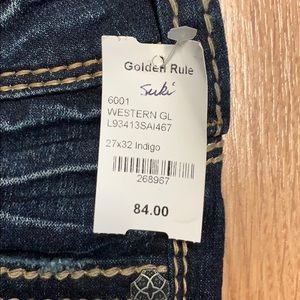 Golden Rule
Suki
6001
WESTERN GL
L93413SAI467
27x32 Indigo
268967
84.00